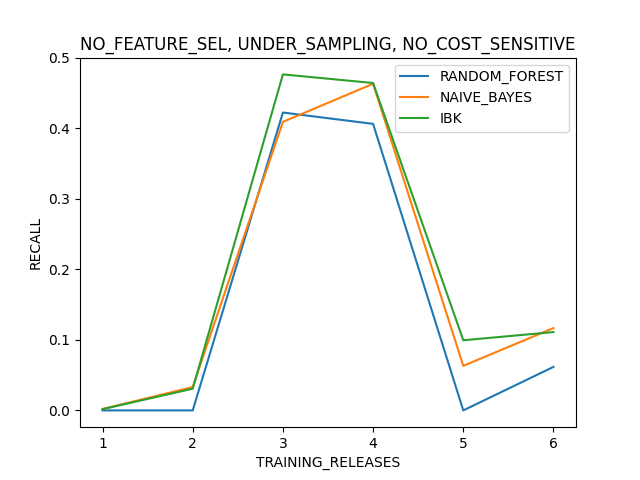 NO_FEATURE_SEL, UNDER_SAMPLING, NO_COST_SENSITIVE
RANDOM_FOREST
NAIVE_BAYES
IBK
0.5
0.4
0.3
0.2
0.1
0.0
RECALL
1 2 3 4 5 6
TRAINING_RELEASES